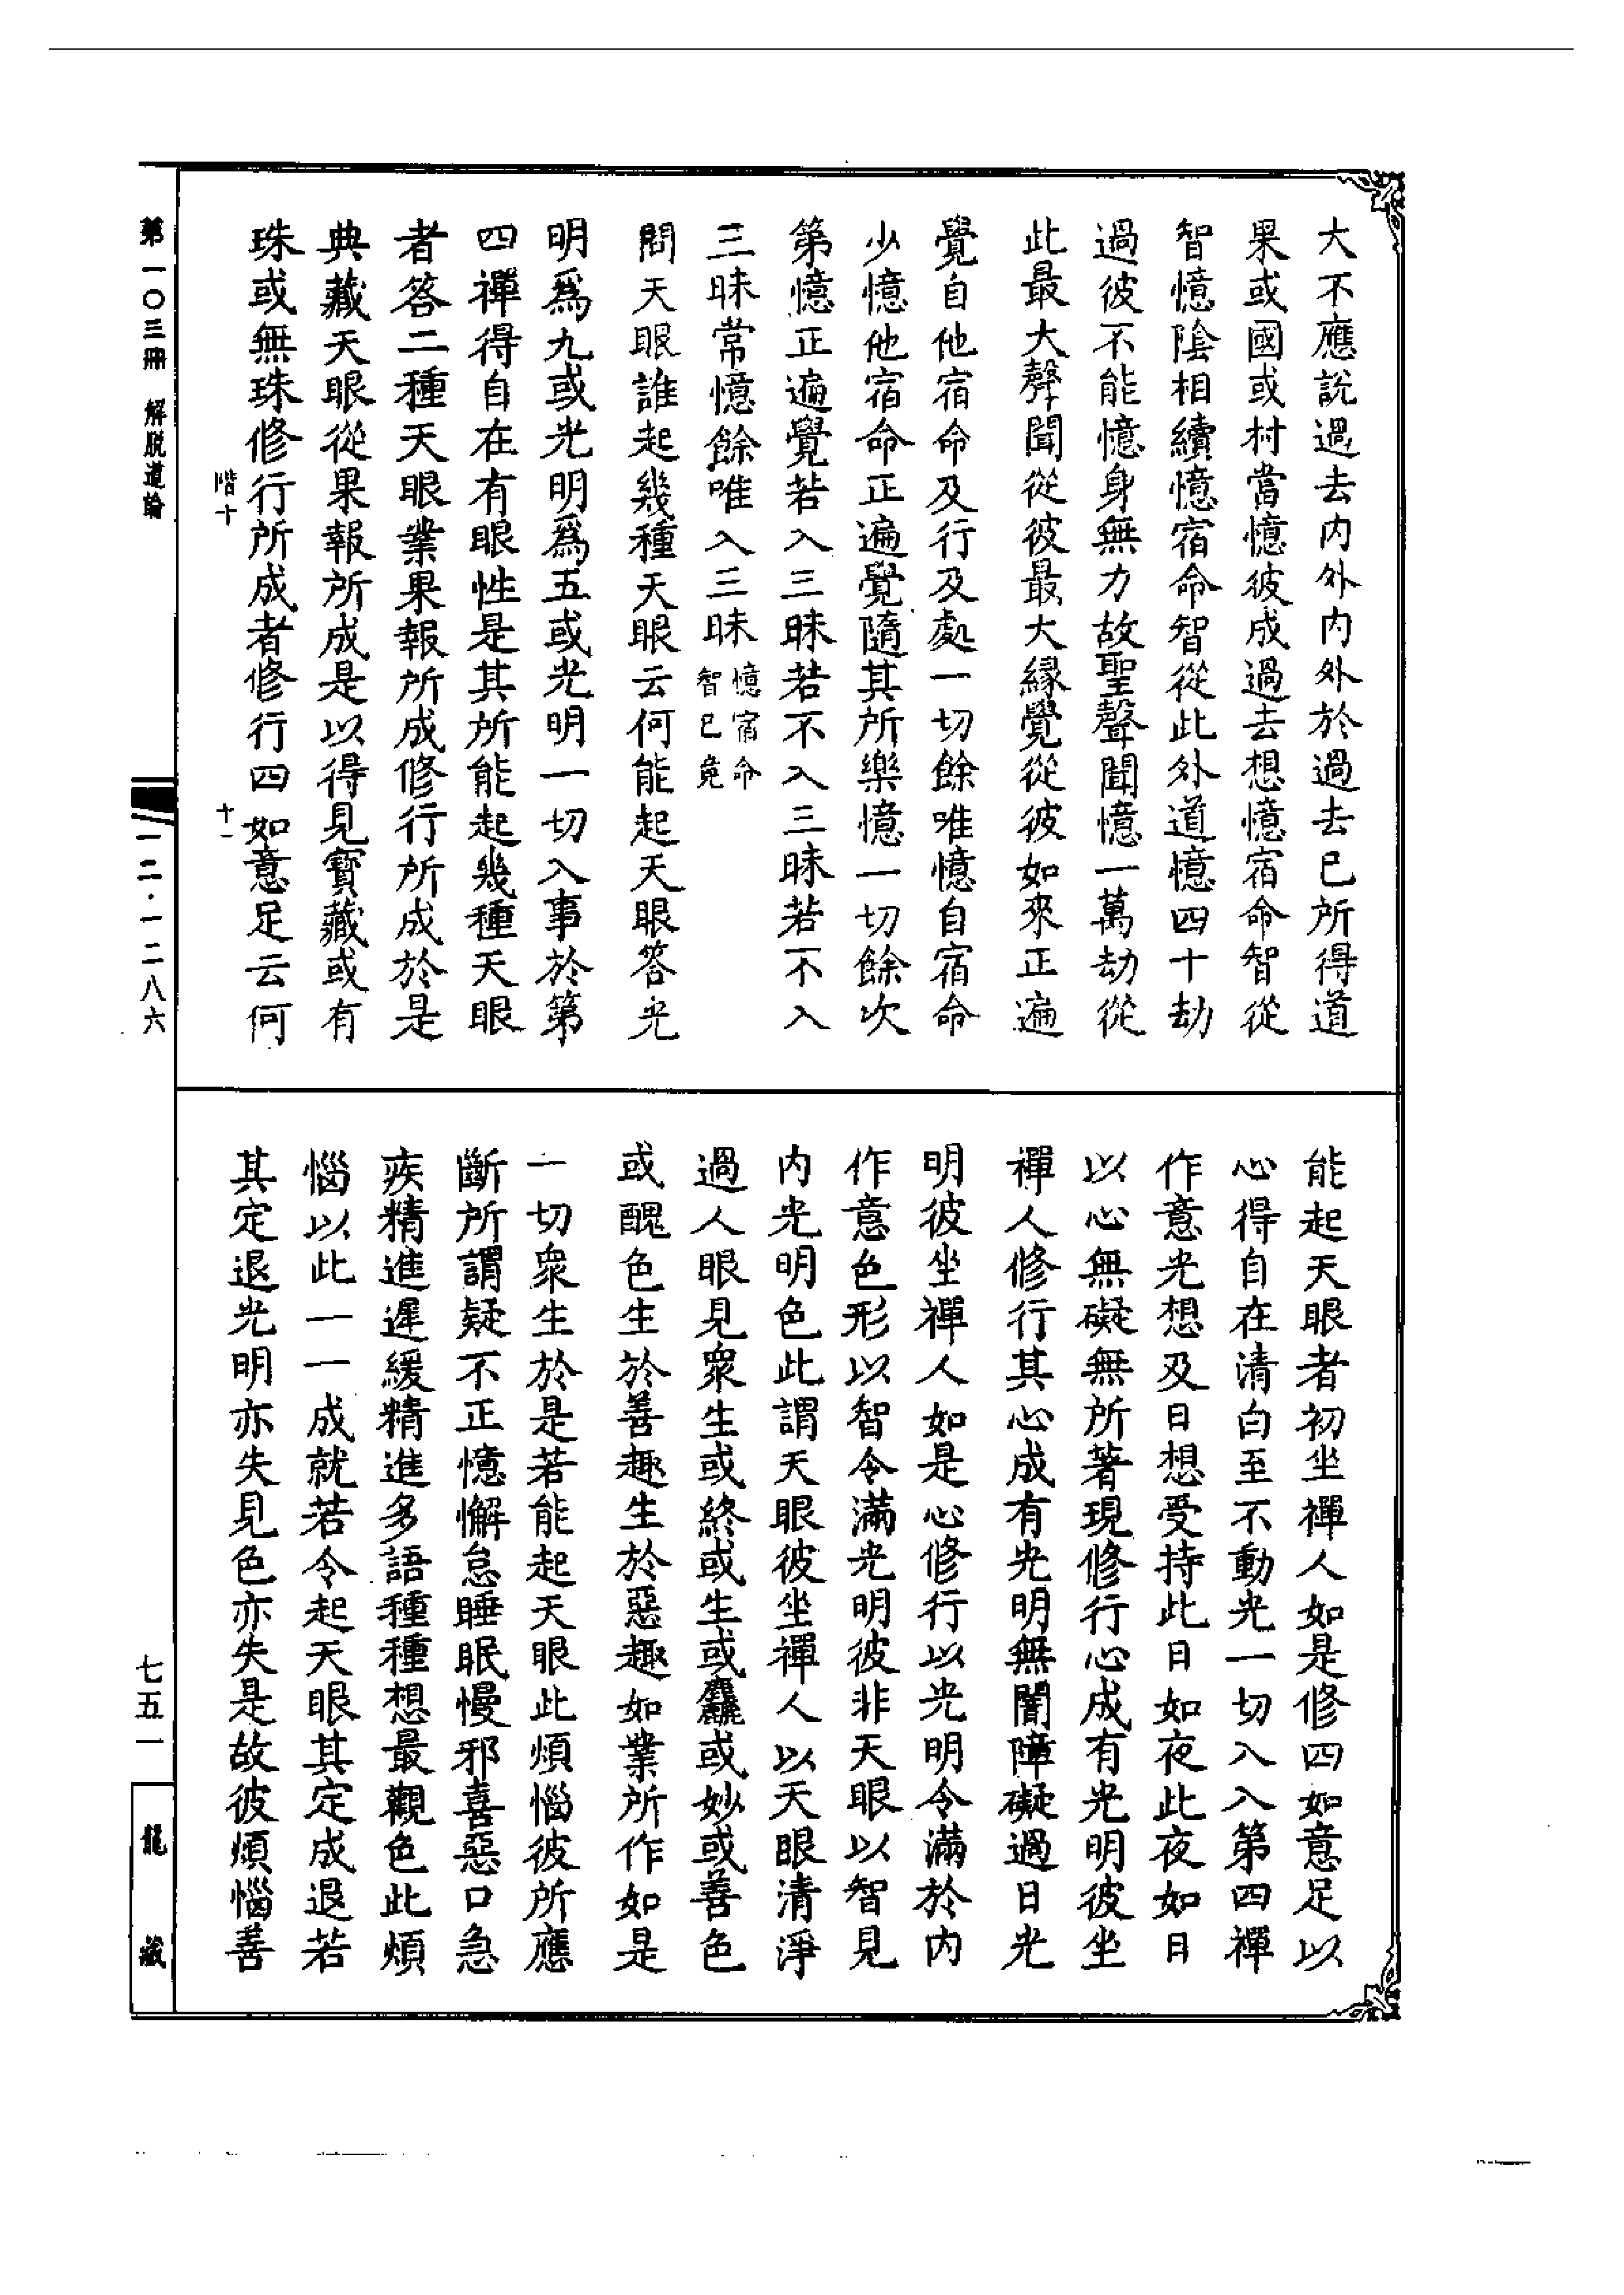 大不應說過去内外内外於過去已所得道
果或國或村當憶彼成過去想憶宿命智從
智憶陰相續憶宿命智從此外道憶四十劫
過彼不能憶身無力故聖聲聞憶一萬劫從
此最大聲聞從彼最大緣覺從彼如來正遍
覺自他宿命及行及處一切餘唯憶自宿命
少憶他宿命正遍覺隨其所樂憶一切餘次
第憶正遍覺若入三昧若不入三昧若不入
三昧常憶餘唯入三昧憶宿命智已竟
問天眼誰起幾種天眼云何能起天眼答光
明爲九或光明爲五或光明一切入事於第
四禪得自在有眼性是其所能起幾種天眼
者答二種天眼業果報所成修行所成於是
典藏天眼從果報所成是以得見寶藏或有
珠或無珠修行所成者修行四如意足云何
階十
十一
能起天眼者初坐禪人如是修四如意足以
心得自在清白至不動光一切入入第四禪
作意光想及日想受持此日如夜此夜如日
以心無礙無所著現修行心成有光明彼坐
禪人修行其心成有光明無闇障礙過日光
明彼坐禪人如是心修行以光明令滿於内
作意色形以智令滿光明彼非天眼以智見
内光明色此謂天眼彼坐禪人以天眼清淨
過人眼見衆生或終或生或麤或妙或善色
或醜色生於善趣生於惡趣如業所作如是
一切衆生於是若能起天眼此煩惱彼所應
斷所謂疑不正憶懈怠睡眠慢邪喜惡口急
疾精進遲緩精進多語種種想最觀色此煩
惱以此一一成就若令起天眼其定成退若
其定退光明亦失見色亦失是故彼煩惱善
第一〇三冊 解脱道論
一二·一二八六
七五一
龍藏